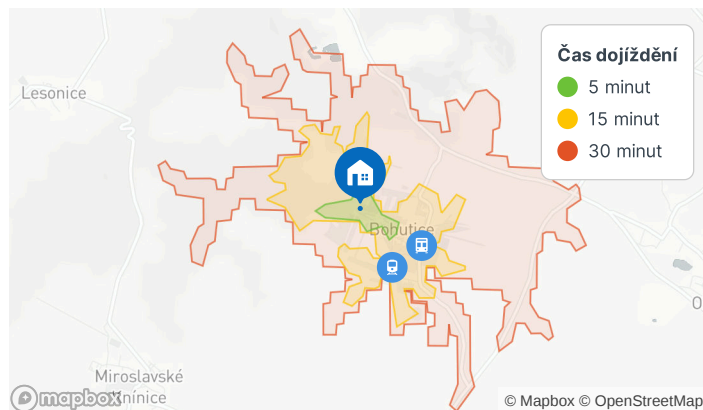 Čas dojíždění
5 minut
15 minut
30 minut
Lesonice
Bohutice
O
Miroslavské
Knínice
mapbox
© Mapbox © OpenStreetMap